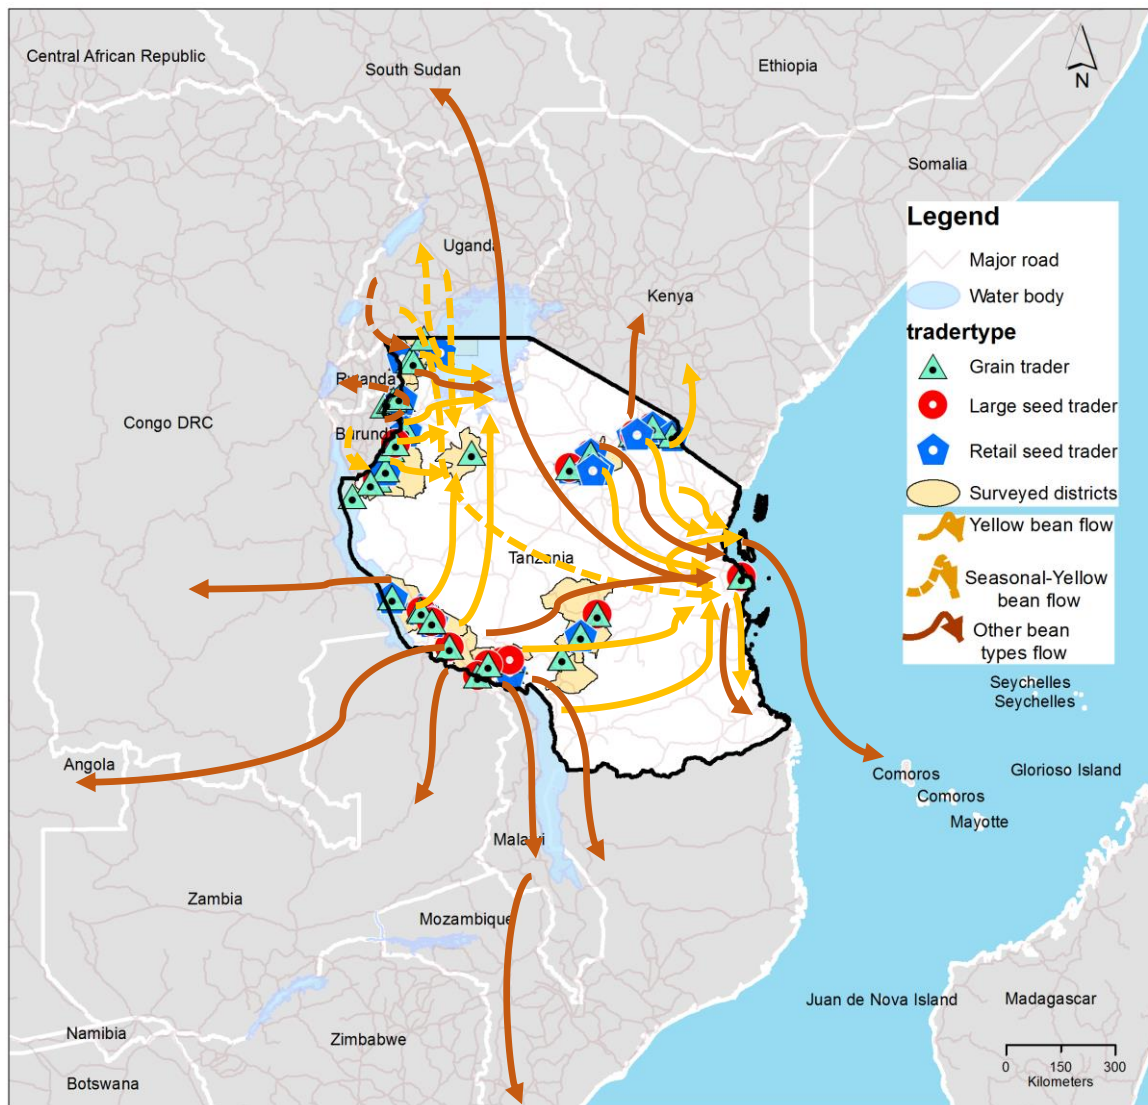 Central African Republic
South Sudan
Ethiopia
N
Somalia
Legend
Major road
Water body
tradertype
Grain trader
Large seed trader
Retail seed trader
Surveyed districts
Yellow bean flow
Seasonal-Yellow
bean flow
Other bean
types flow
Uganda
Kenya
Rwanda
Congo DRC
Burundi
Tanzania
Seychelles
Seychelles
Angola
Comoros
Glorioso Island
Comoros
Mayotte
Malawi
Zambia
Mozambique
Juan de Nova Island
Madagascar
Namibia
Zimbabwe
Botswana
0 150 300
Kilometers